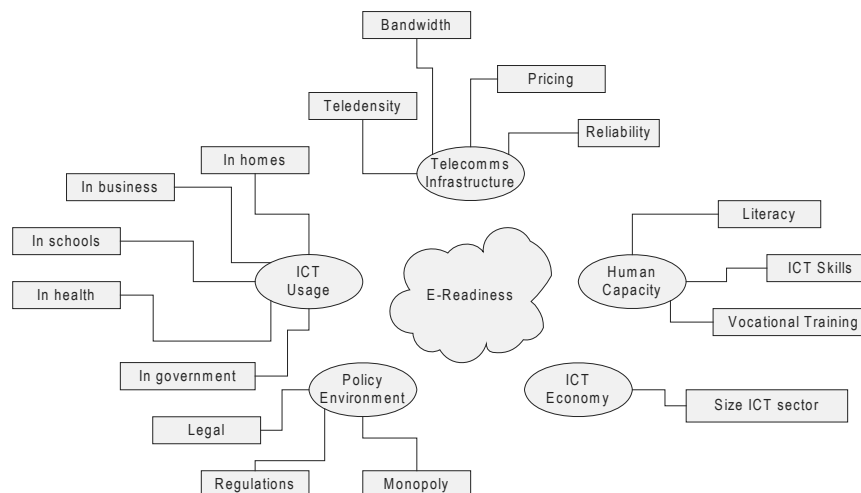 Bandwidth
Pricing
Teledensity
Reliability
Telecomms
Infrastructure
In homes
In business
In schools
In health
In government
ICT
Usage
E-Readiness
Human
Capacity
Literacy
ICT Skills
Vocational Training
Policy
Environment
Legal
Regulations
Monopoly
ICT
Economy
Size ICT sector